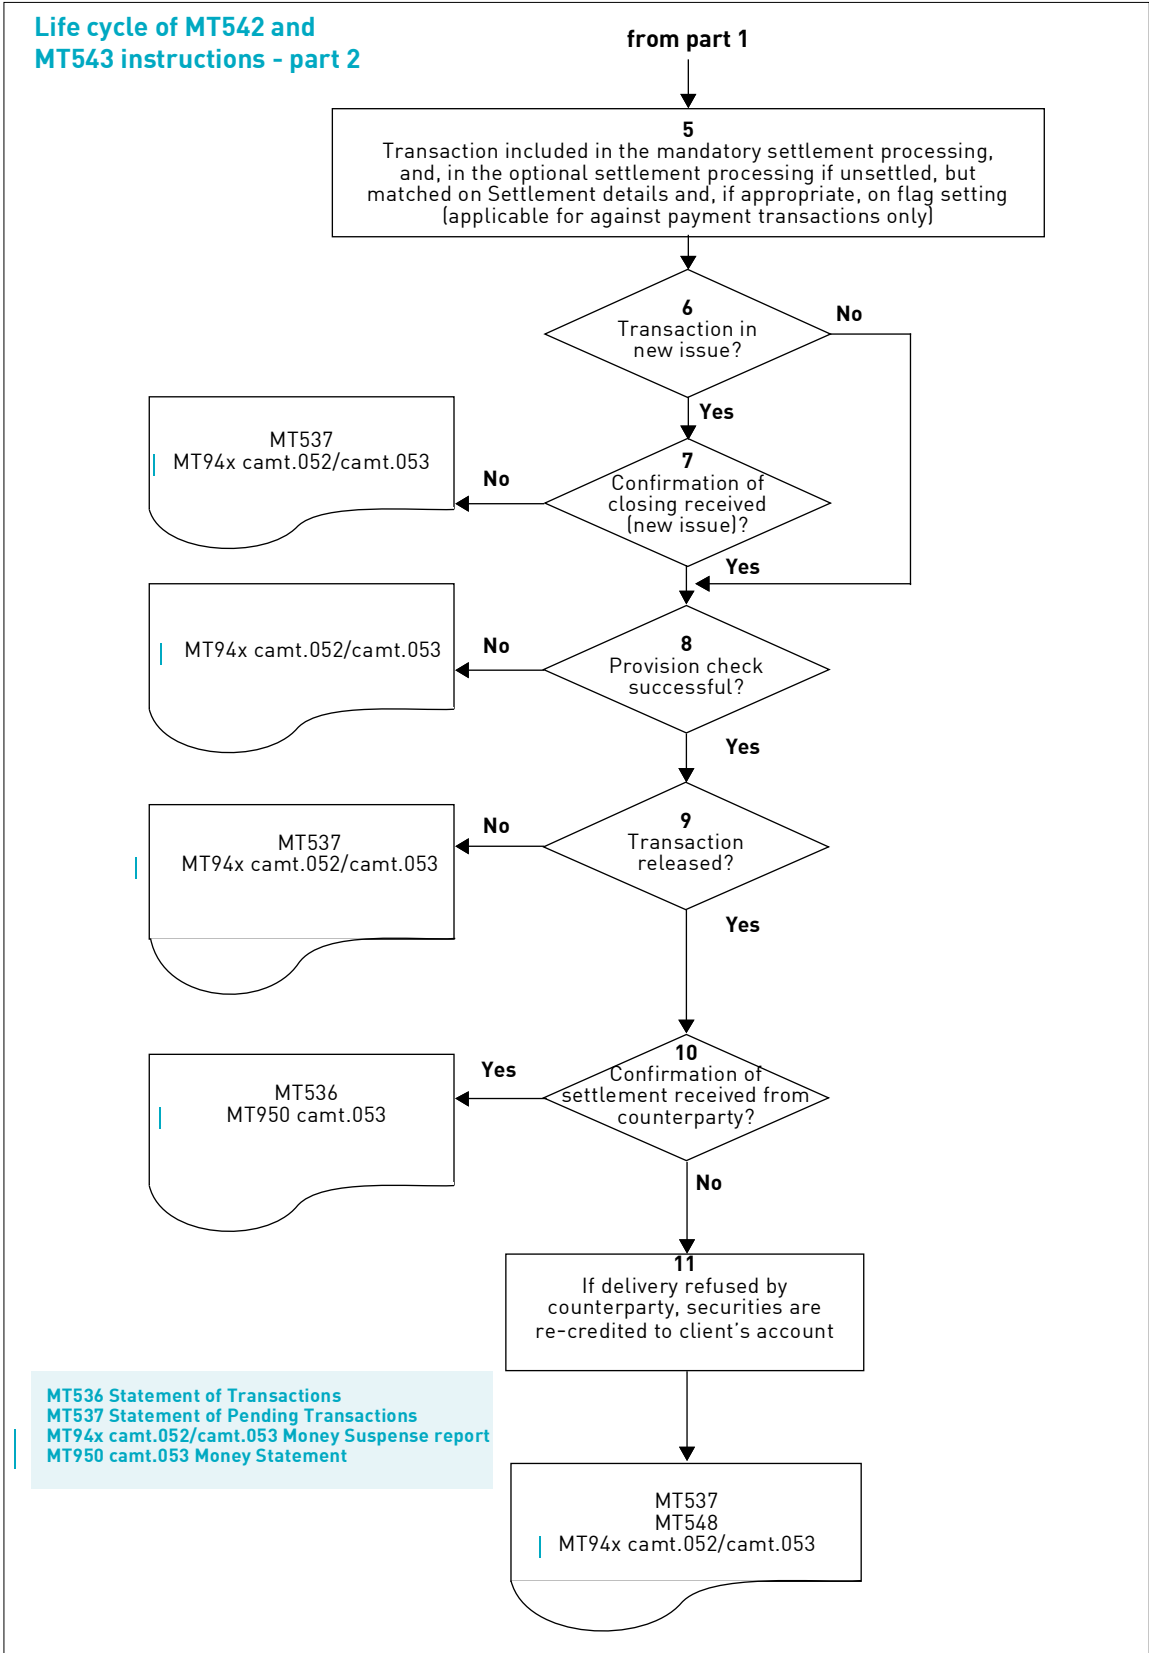 Life cycle of MT542 and
MT543 instructions - part 2
from part 1
5
Transaction included in the mandatory settlement processing,
and, in the optional settlement processing if unsettled, but
matched on Settlement details and, if appropriate, on flag setting
(applicable for against payment transactions only)
6
Transaction in
new issue?
No
Yes
7
Confirmation of
closing received
(new issue)?
No
MT537
MT94x camt.052/camt.053
Yes
8
Provision check
successful?
No
MT94x camt.052/camt.053
Yes
9
Transaction
released?
No
MT537
MT94x camt.052/camt.053
Yes
10
Confirmation of
settlement received from
counterparty?
Yes
MT536
MT950 camt.053
No
11
If delivery refused by
counterparty, securities are
re-credited to client's account
MT536 Statement of Transactions
MT537 Statement of Pending Transactions
MT94x camt.052/camt.053 Money Suspense report
MT950 camt.053 Money Statement
MT537
MT548
MT94x camt.052/camt.053